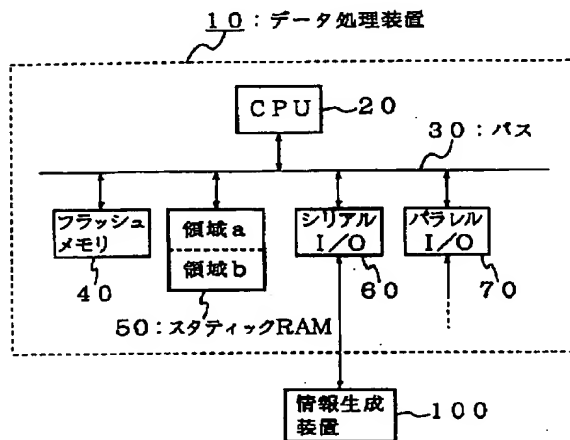 10：データ処理装置
CPU
20
30：バス
フラッシュ
メモリ
40
領域a
領域b
50：スタティックRAM
シリアル
I/O
60
パラレル
I/O
70
情報生成
装置
100